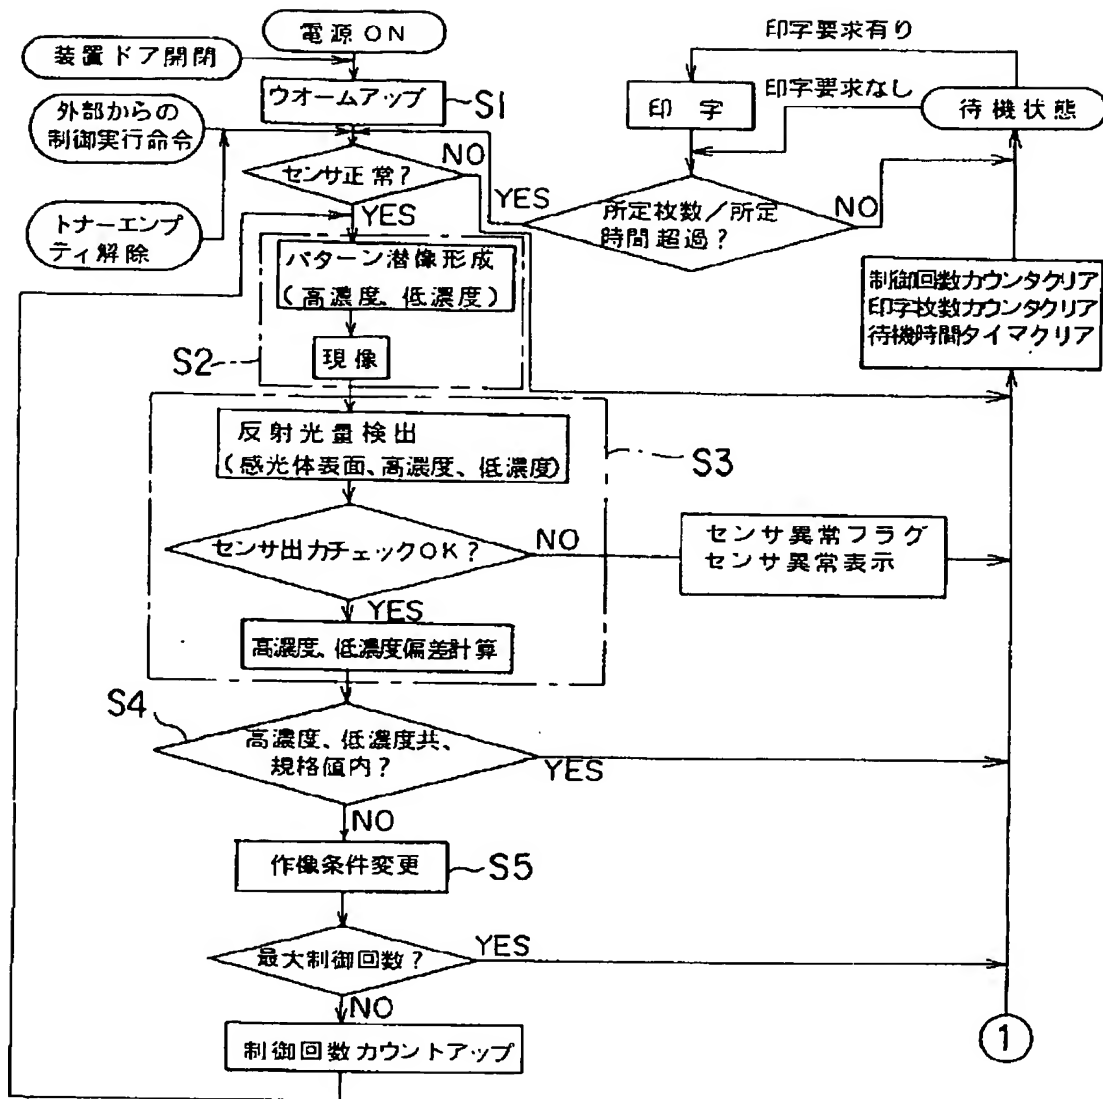 電源ON
装置ドア開閉
ウオームアップ
S1
外部からの
制御実行命令
センサ正常?
NO
YES
トナーエンプ
ティ解除
印字要求有り
印字要求なし
印字
待機状態
YES
所定枚数/所定
時間超過?
NO
制御回数カウンタクリア
印字枚数カウンタクリア
待機時間タイマクリア
パターン潜像形成
(高濃度、低濃度)
現像
S2
反射光量検出
(感光体表面、高濃度、低濃度)
S3
センサ出力チェックOK?
NO
センサ異常フラグ
センサ異常表示
YES
高濃度、低濃度偏差計算
S4
高濃度、低濃度共、
規格値内?
YES
NO
作像条件変更
S5
最大制御回数?
YES
NO
制御回数カウントアップ
1